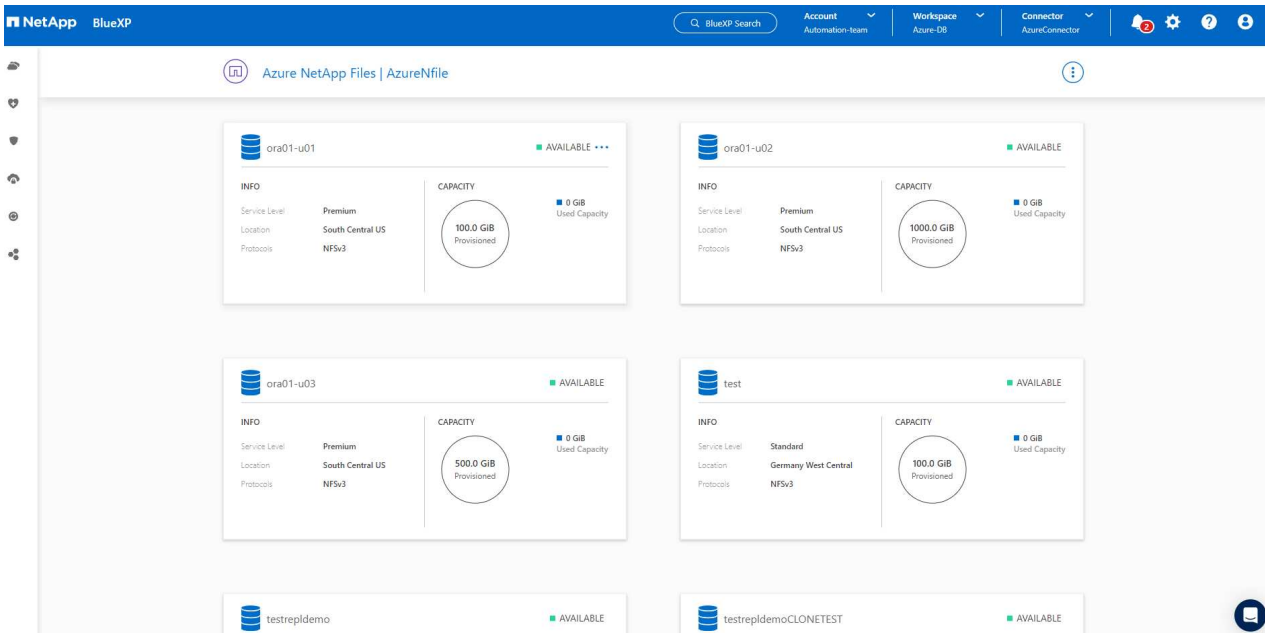 NetApp BlueXP BlueXP Search Account Automation-team Workspace Azure-DB Connector AzureConnector 2
Azure NetApp Files | AzureNfile
ora01-u01 AVAILABLE
INFO
Service Level Premium
Location South Central US
Protocols NFSv3
CAPACITY
100.0 GiB
Provisioned
0 GiB
Used Capacity
ora01-u02 AVAILABLE
INFO
Service Level Premium
Location South Central US
Protocols NFSv3
CAPACITY
1000.0 GiB
Provisioned
0 GiB
Used Capacity
ora01-u03 AVAILABLE
INFO
Service Level Premium
Location South Central US
Protocols NFSv3
CAPACITY
500.0 GiB
Provisioned
0 GiB
Used Capacity
test AVAILABLE
INFO
Service Level Standard
Location Germany West Central
Protocols NFSv3
CAPACITY
100.0 GiB
Provisioned
0 GiB
Used Capacity
testrepldemo AVAILABLE
testrepldemoCLONETEST AVAILABLE